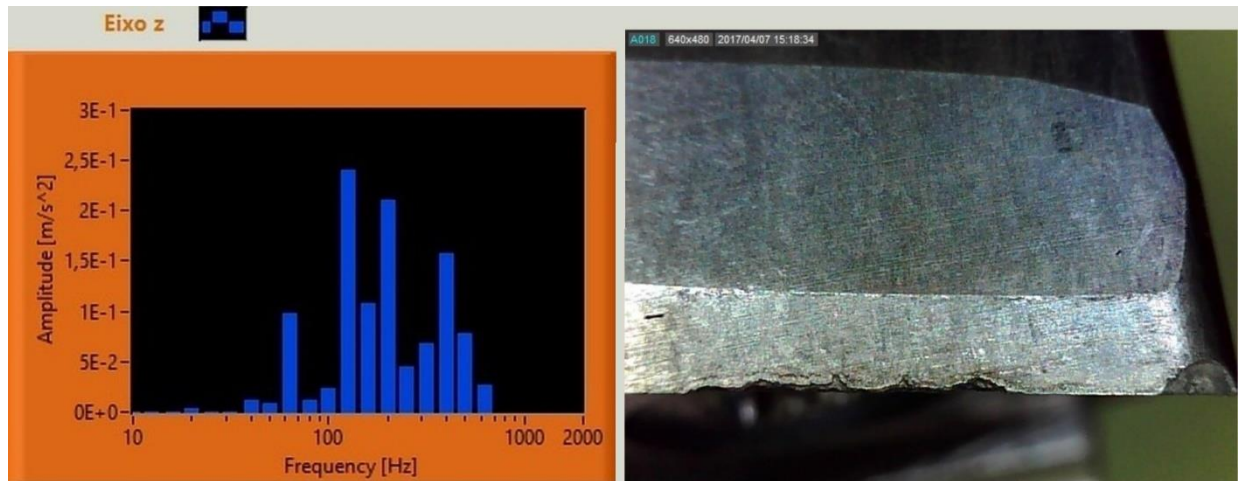 Eixo z
3E-1
2,5E-1
2E-1
1,5E-1
1E-1
5E-2
0E+0
Amplitude [m/s^2]
10 100 1000 2000
Frequency [Hz]
A018 640x480 2017/04/07 15:18:34